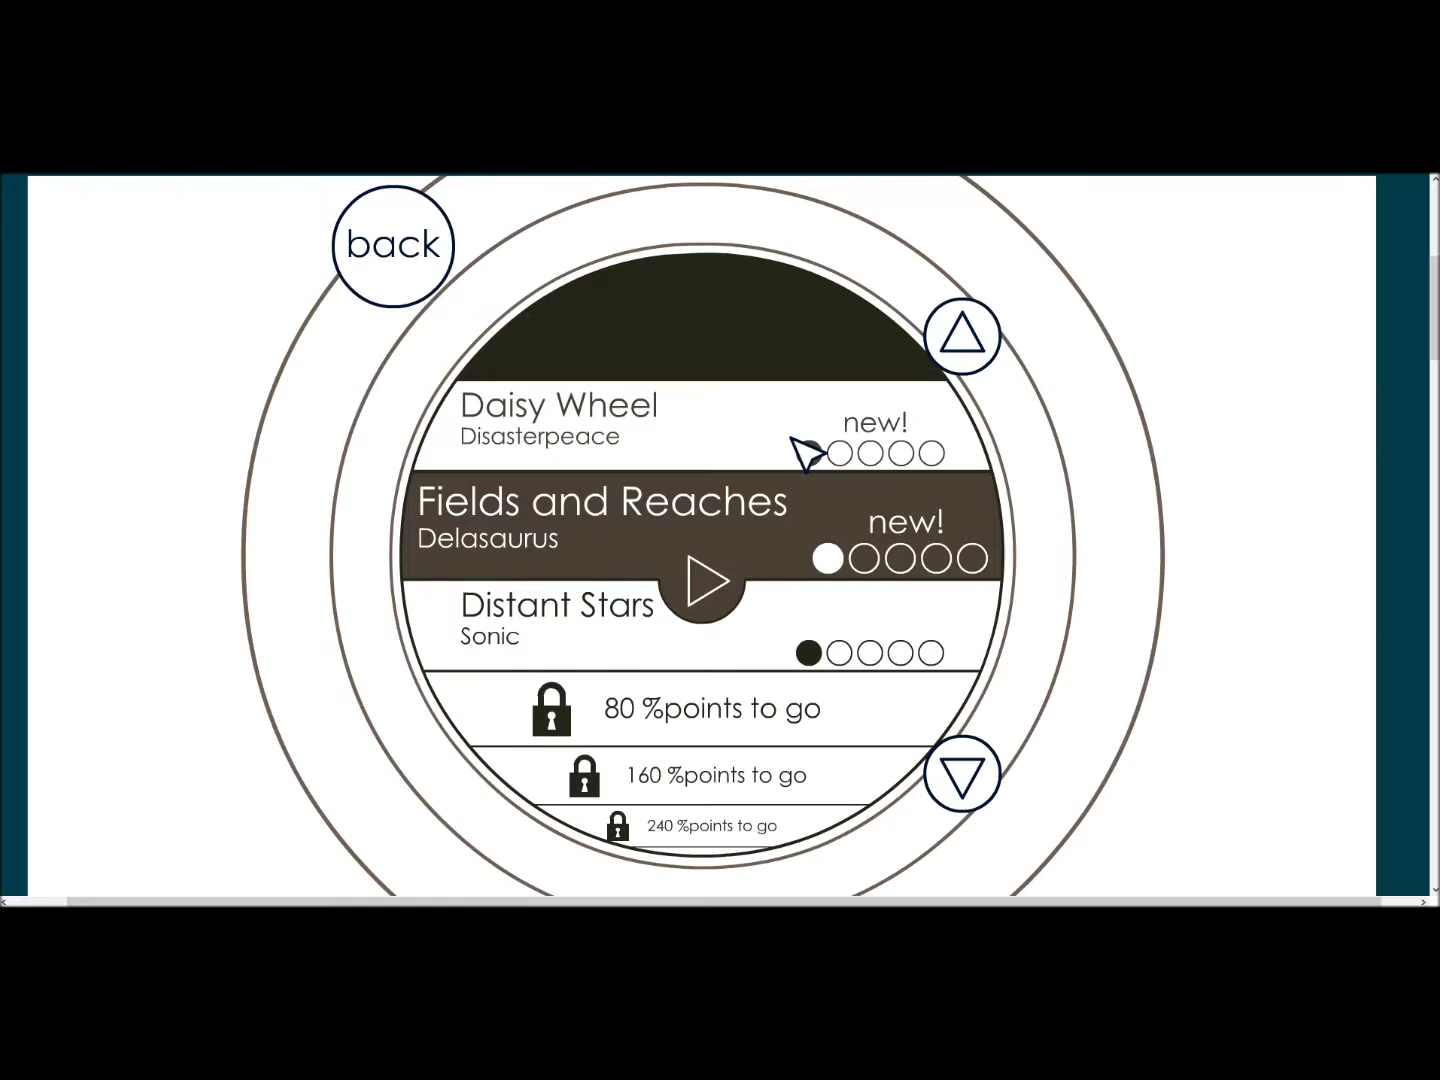 back
Daisy Wheel
Disasterpeace
new!
Fields and Reaches
Delasaurus
new!
Distant Stars
Sonic
80 %points to go
160 %points to go
240 %points to go